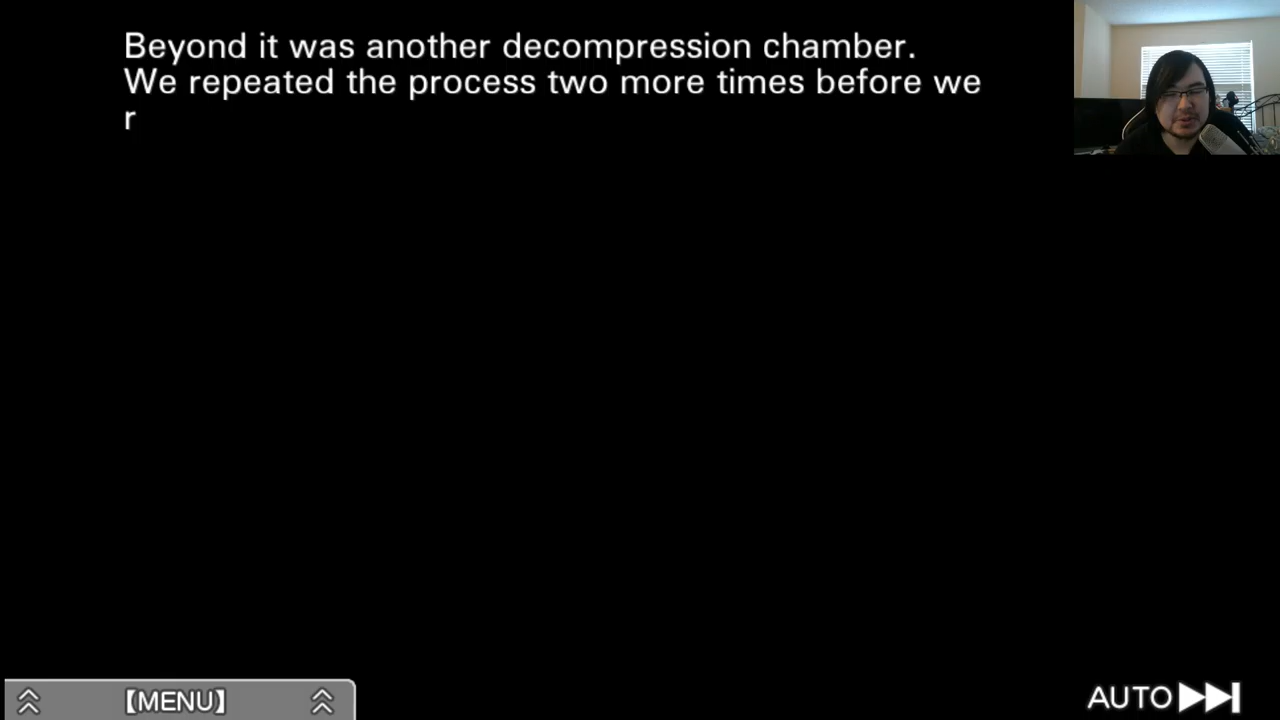 Beyond it was another decompression chamber.
We repeated the process two more times before we
r
【MENU】
AUTO